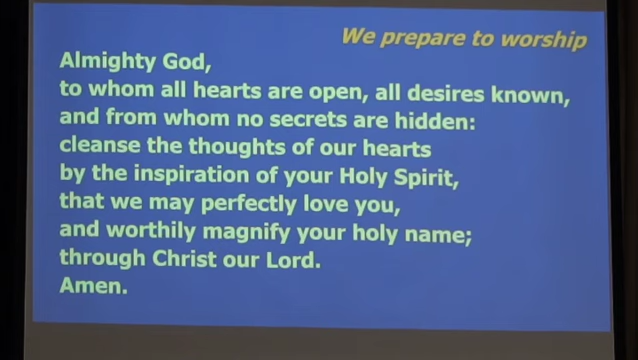 We prepare to worship
Almighty God,
to whom all hearts are open, all desires known,
and from whom no secrets are hidden:
cleanse the thoughts of our hearts
by the inspiration of your Holy Spirit,
that we may perfectly love you,
and worthily magnify your holy name;
through Christ our Lord.
Amen.